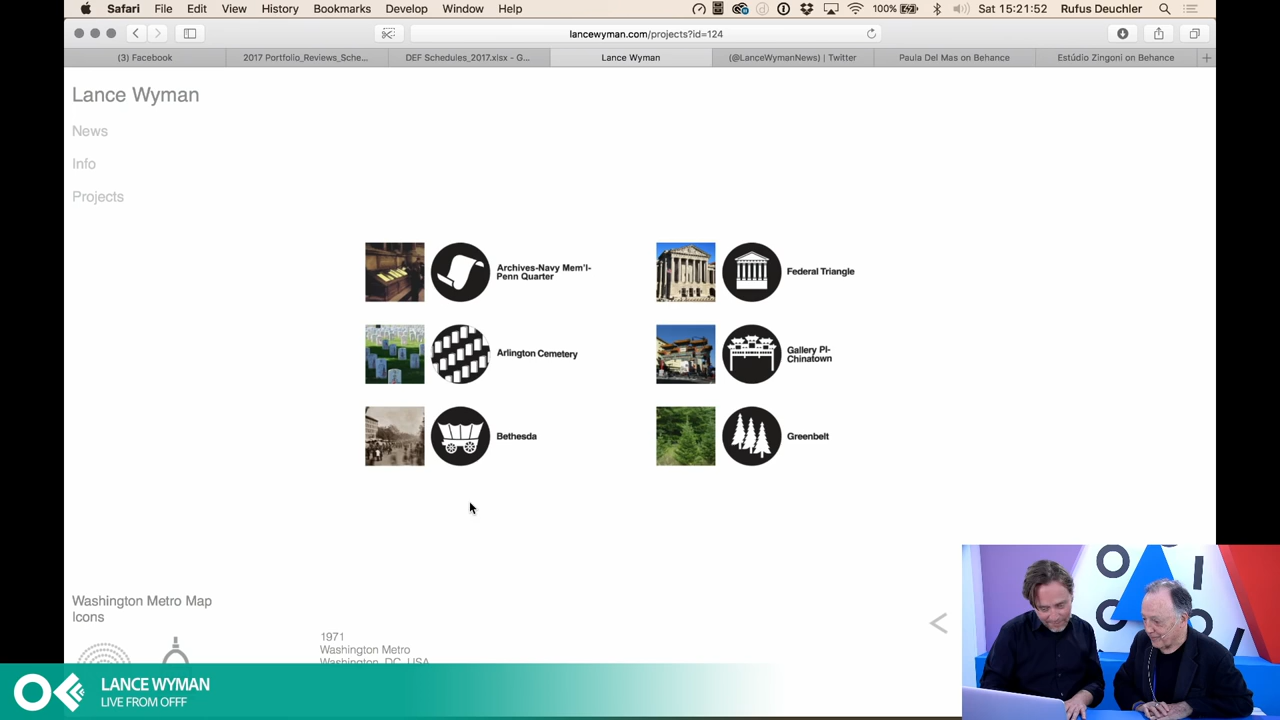 Safari File Edit View History Bookmarks Develop Window Help 100% Sat 15:21:52 Rufus Deuchler
lancewyman.com/projects?id=124
(3) Facebook
2017 Portfolio_Reviews_Sche...
DEF Schedules_2017.xlsx - G...
Lance Wyman
(@LanceWymanNews) | Twitter
Paula Del Mas on Behance
Estúdio Zingoni on Behance
Lance Wyman
News
Info
Projects
Archives-Navy Mem'l-
Penn Quarter
Federal Triangle
Arlington Cemetery
Gallery Pl-
Chinatown
Bethesda
Greenbelt
Washington Metro Map
Icons
1971
Washington Metro
Washington, DC, USA
LANCE WYMAN
LIVE FROM OFFF